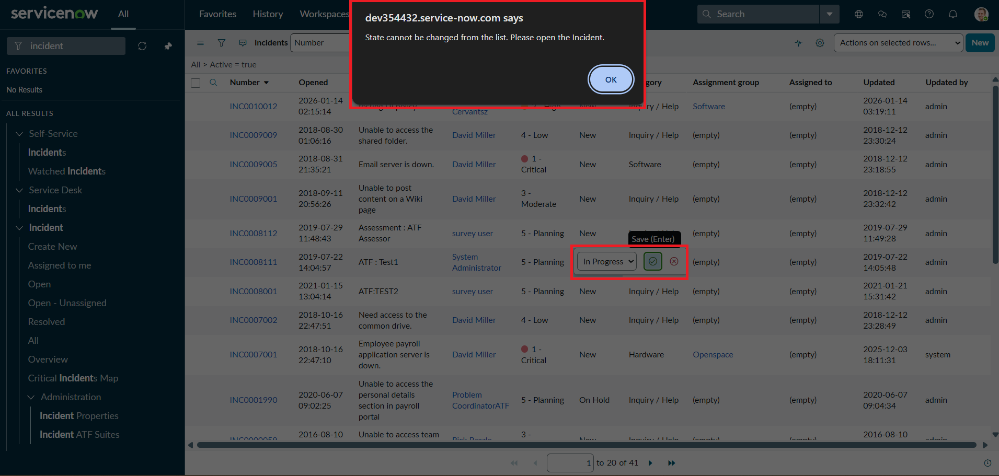 servicenow
All
Favorites
History
Workspaces
Search
dev354432.service-now.com says
State cannot be changed from the list. Please open the Incident.
OK
incident
FAVORITES
No Results
ALL RESULTS
Self-Service
Incidents
Watched Incidents
Service Desk
Incidents
Incident
Create New
Assigned to me
Open
Open - Unassigned
Resolved
All
Overview
Critical Incidents Map
Administration
Incident Properties
Incident ATF Suites
Incidents
Number
Actions on selected rows...
New
All > Active = true
Number Opened Assignment group Assigned to Updated Updated by
INC0010012 2026-01-14 02:15:14 Cervantsz Inquiry / Help Software (empty) 2026-01-14 03:19:11 admin
INC0009009 2018-08-30 01:06:16 Unable to access the shared folder. David Miller 4 - Low New Inquiry / Help (empty) (empty) 2018-12-12 23:30:24 admin
INC0009005 2018-08-31 21:35:21 Email server is down. David Miller 1 - Critical New Software (empty) (empty) 2018-12-12 23:18:55 admin
INC0009001 2018-09-11 20:56:26 Unable to post content on a Wiki page David Miller 3 - Moderate New Inquiry / Help (empty) (empty) 2018-12-12 23:32:42 admin
INC0008112 2019-07-29 11:48:43 Assessment : ATF Assessor survey user 5 - Planning New (empty) (empty) 2019-07-29 11:49:28 admin
Save (Enter)
INC0008111 2019-07-22 14:04:57 ATF : Test1 System Administrator 5 - Planning In Progress (empty) (empty) 2019-07-22 14:05:48 admin
INC0008001 2021-01-15 13:04:14 ATF:TEST2 survey user 5 - Planning New Inquiry / Help (empty) (empty) 2021-01-21 15:31:42 admin
INC0007002 2018-10-16 22:47:51 Need access to the common drive. David Miller 4 - Low New Inquiry / Help (empty) (empty) 2018-12-12 23:28:49 admin
INC0007001 2018-10-16 22:47:10 Employee payroll application server is down. David Miller 1 - Critical New Hardware Openspace (empty) 2025-12-03 18:11:31 system
INC0001990 2020-06-07 09:02:25 Unable to access the personal details section in payroll portal Problem CoordinatorATF 5 - Planning On Hold Inquiry / Help (empty) (empty) 2020-06-07 09:04:34 admin
2016-08-10 Unable to access team 3 - 2016-08-10
1 to 20 of 41